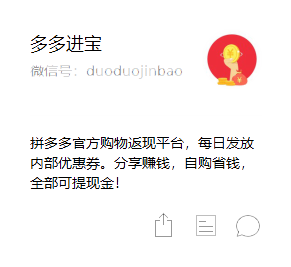 多多进宝
微信号：duoduojinbao
拼多多官方购物返现平台，每日发放
内部优惠券。分享赚钱，自购省钱，
全部可提现金！